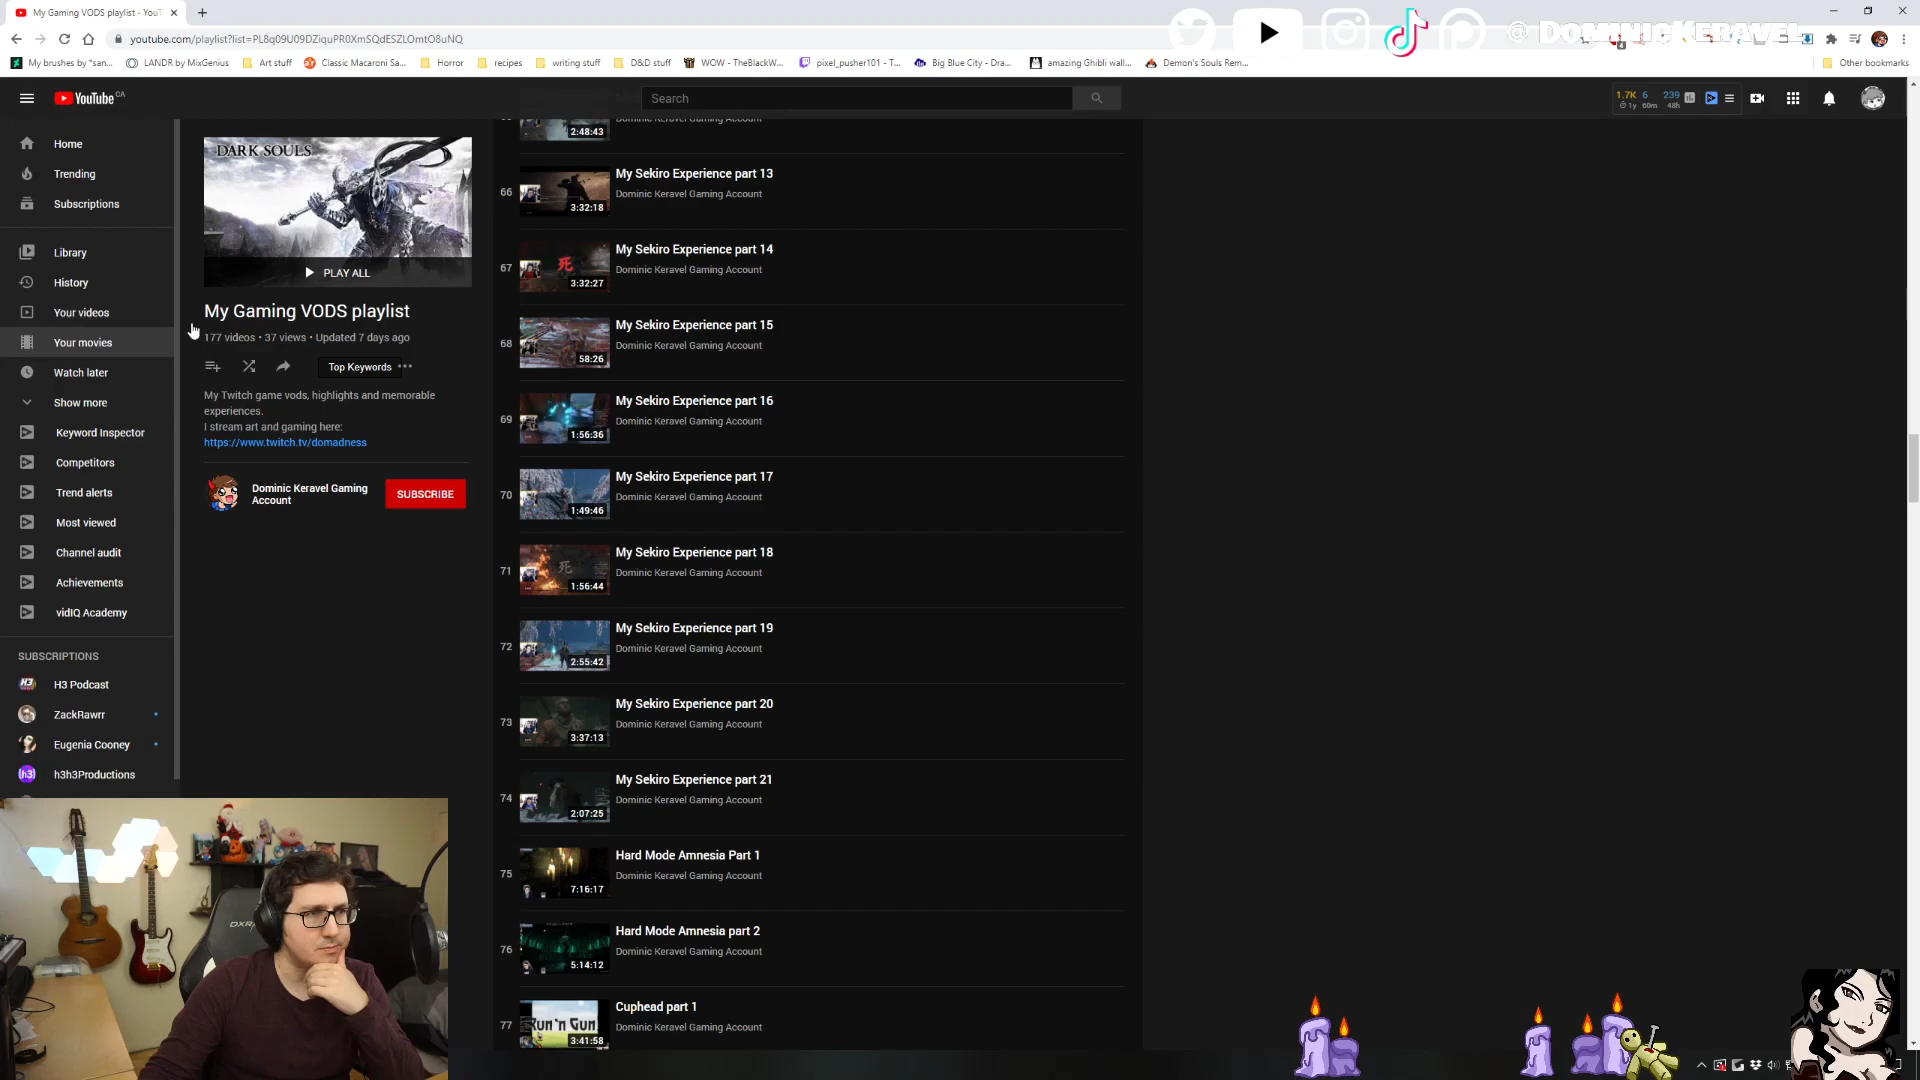 My Gaming VODS playlist - YouT
youtube.com/playlist?list=PL8q09U09DZiquPR0XmSQdESZLOmtO8uNQ
@DominicKeravel
My brushes by *san...
LANDR by MixGenius
Art stuff
Classic Macaroni Sa...
Horror
recipes
writing stuff
D&D stuff
WOW - TheBlackW...
pixel_pusher101 - T...
Big Blue City - Dra...
amazing Ghibli wall...
Demon's Souls Rem...
Other bookmarks
YouTube CA
Search
1.7K 6 239
1y 60m 48h
Home
Trending
Subscriptions
Library
History
Your videos
Your movies
Watch later
Show more
Keyword Inspector
Competitors
Trend alerts
Most viewed
Channel audit
Achievements
vidIQ Academy
SUBSCRIPTIONS
H3 Podcast
ZackRawrr
Eugenia Cooney
h3h3Productions
DARK SOULS
PLAY ALL
My Gaming VODS playlist
177 videos • 37 views • Updated 7 days ago
Top Keywords
My Twitch game vods, highlights and memorable
experiences.
I stream art and gaming here:
https://www.twitch.tv/domadness
Dominic Keravel Gaming
Account
SUBSCRIBE
2:48:43
Dominic Keravel Gaming Account
66
3:32:18
My Sekiro Experience part 13
Dominic Keravel Gaming Account
67
死
3:32:27
My Sekiro Experience part 14
Dominic Keravel Gaming Account
68
58:26
My Sekiro Experience part 15
Dominic Keravel Gaming Account
69
1:56:36
My Sekiro Experience part 16
Dominic Keravel Gaming Account
70
1:49:46
My Sekiro Experience part 17
Dominic Keravel Gaming Account
71
死
1:56:44
My Sekiro Experience part 18
Dominic Keravel Gaming Account
72
2:55:42
My Sekiro Experience part 19
Dominic Keravel Gaming Account
73
3:37:13
My Sekiro Experience part 20
Dominic Keravel Gaming Account
74
2:07:25
My Sekiro Experience part 21
Dominic Keravel Gaming Account
75
7:16:17
Hard Mode Amnesia Part 1
Dominic Keravel Gaming Account
76
5:14:12
Hard Mode Amnesia part 2
Dominic Keravel Gaming Account
77
Run 'n Gun
3:41:58
Cuphead part 1
Dominic Keravel Gaming Account
DXR